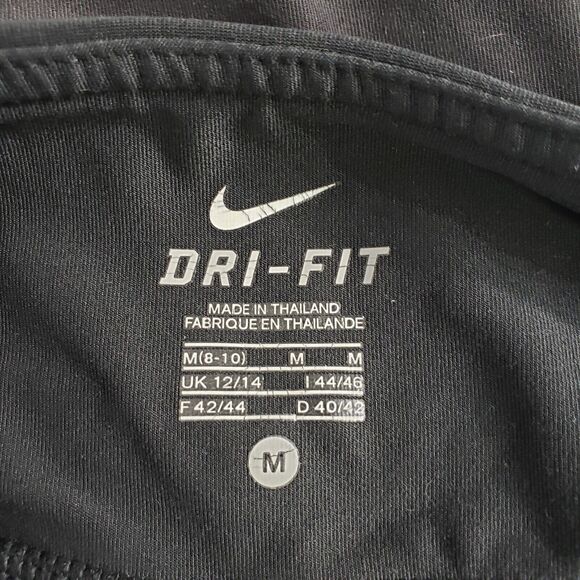 DRI-FIT
MADE IN THAILAND
FABRIQUE EN THAILANDE
M(8-10) M M
UK 12/14 I 44/46
F 42/44 D 40/42
M